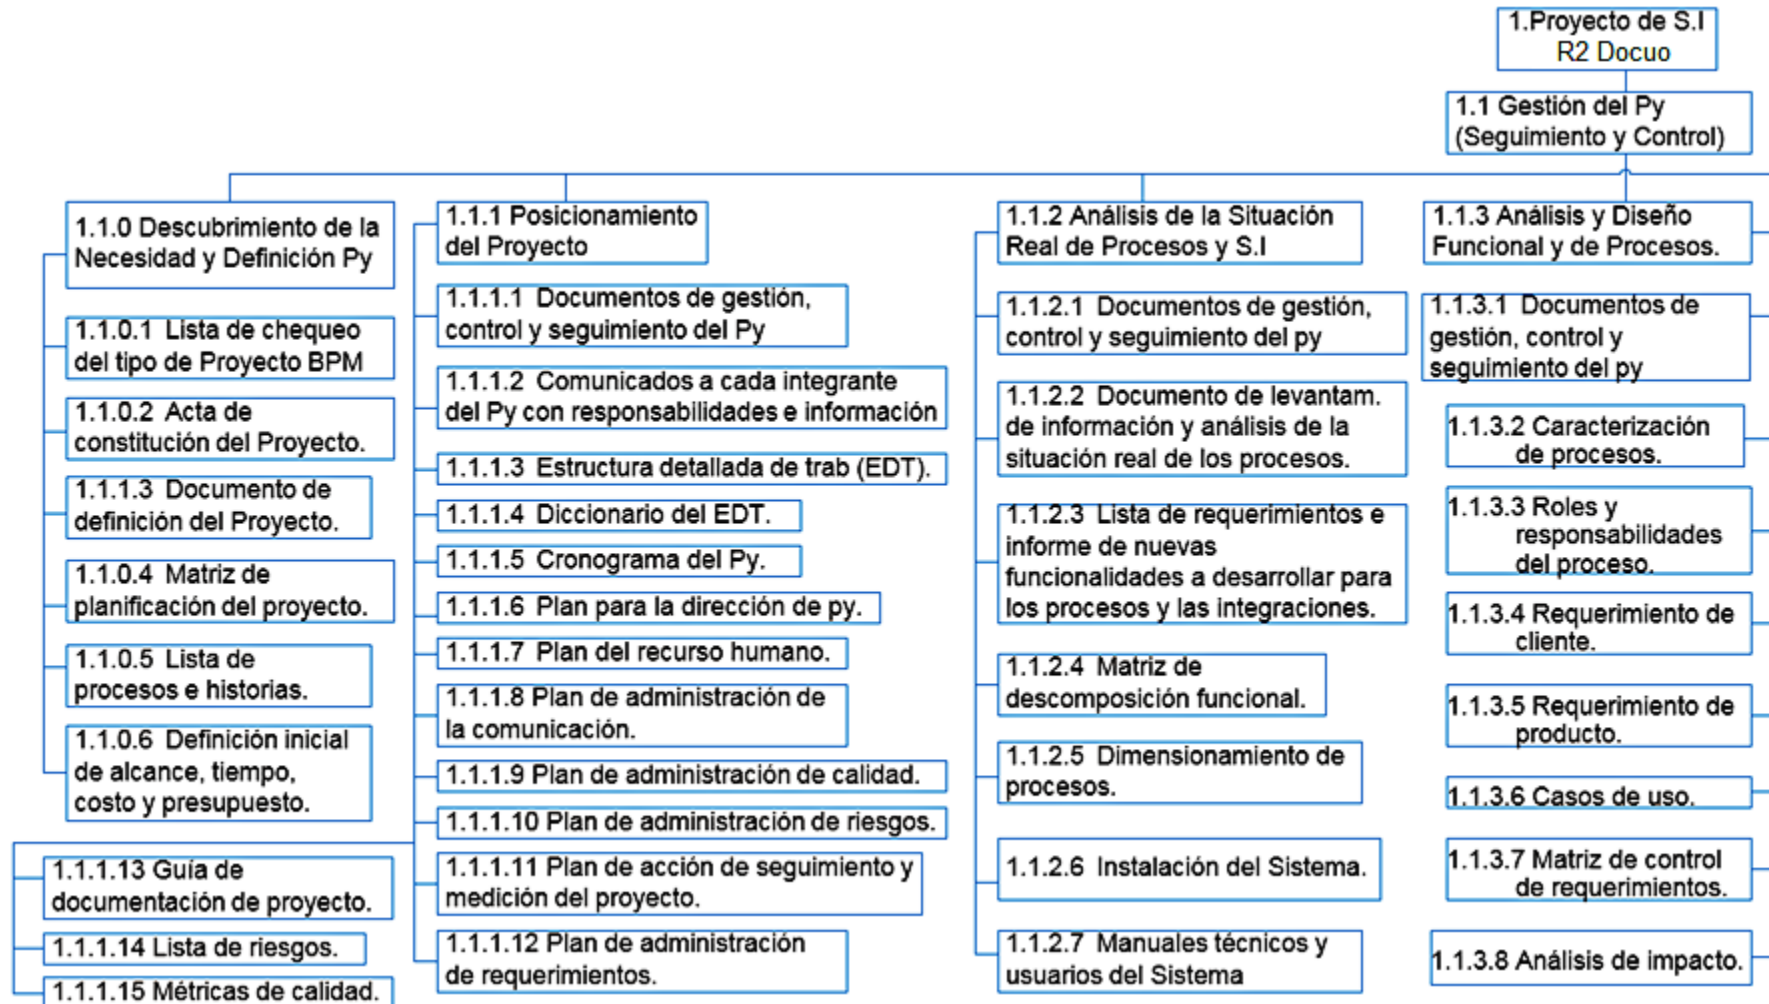 1.Proyecto de S.I
R2 Docuo
1.1 Gestión del Py
(Seguimiento y Control)
1.1.0 Descubrimiento de la
Necesidad y Definición Py
1.1.0.1 Lista de chequeo
del tipo de Proyecto BPM
1.1.0.2 Acta de
constitución del Proyecto.
1.1.1.3 Documento de
definición del Proyecto.
1.1.0.4 Matriz de
planificación del proyecto.
1.1.0.5 Lista de
procesos e historias.
1.1.0.6 Definición inicial
de alcance, tiempo,
costo y presupuesto.
1.1.1 Posicionamiento
del Proyecto
1.1.1.1 Documentos de gestión,
control y seguimiento del Py
1.1.1.2 Comunicados a cada integrante
del Py con responsabilidades e información
1.1.1.3 Estructura detallada de trab (EDT).
1.1.1.4 Diccionario del EDT.
1.1.1.5 Cronograma del Py.
1.1.1.6 Plan para la dirección de py.
1.1.1.7 Plan del recurso humano.
1.1.1.8 Plan de administración de
la comunicación.
1.1.1.9 Plan de administración de calidad.
1.1.1.10 Plan de administración de riesgos.
1.1.1.11 Plan de acción de seguimiento y
medición del proyecto.
1.1.1.12 Plan de administración
de requerimientos.
1.1.1.13 Guía de
documentación de proyecto.
1.1.1.14 Lista de riesgos.
1.1.1.15 Métricas de calidad.
1.1.2 Análisis de la Situación
Real de Procesos y S.I
1.1.2.1 Documentos de gestión,
control y seguimiento del py
1.1.2.2 Documento de levantam.
de información y análisis de la
situación real de los procesos.
1.1.2.3 Lista de requerimientos e
informe de nuevas
funcionalidades a desarrollar para
los procesos y las integraciones.
1.1.2.4 Matriz de
descomposición funcional.
1.1.2.5 Dimensionamiento de
procesos.
1.1.2.6 Instalación del Sistema.
1.1.2.7 Manuales técnicos y
usuarios del Sistema
1.1.3 Análisis y Diseño
Funcional y de Procesos.
1.1.3.1 Documentos de
gestión, control y
seguimiento del py
1.1.3.2 Caracterización
de procesos.
1.1.3.3 Roles y
responsabilidades
del proceso.
1.1.3.4 Requerimiento de
cliente.
1.1.3.5 Requerimiento de
producto.
1.1.3.6 Casos de uso.
1.1.3.7 Matriz de control
de requerimientos.
1.1.3.8 Análisis de impacto.